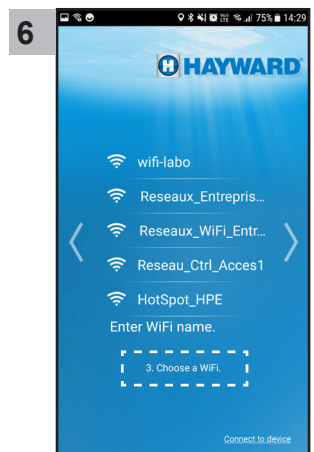 6
75% 14:29
HAYWARD
wifi-labo
Reseaux_Entrepris...
Reseaux_WiFi_Entr...
Reseau_Ctrl_Acces1
HotSpot_HPE
Enter WiFi name.
3. Choose a WiFi.
Connect to device